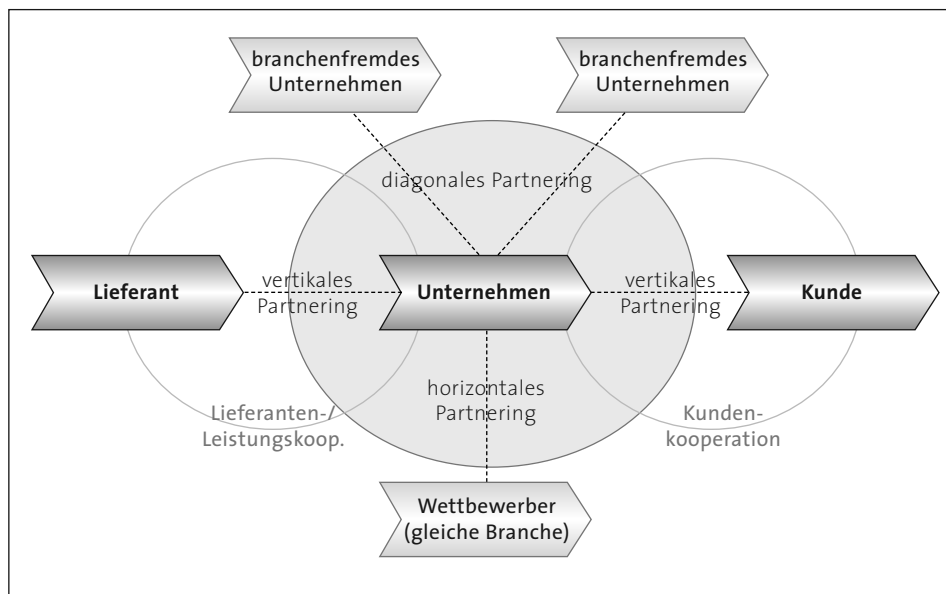 branchenfremdes
Unternehmen
branchenfremdes
Unternehmen
diagonales Partnering
Lieferant
vertikales
Partnering
Unternehmen
vertikales
Partnering
Kunde
horizontales
Partnering
Lieferanten-/
Leistungskoop.
Kunden-
kooperation
Wettbewerber
(gleiche Branche)